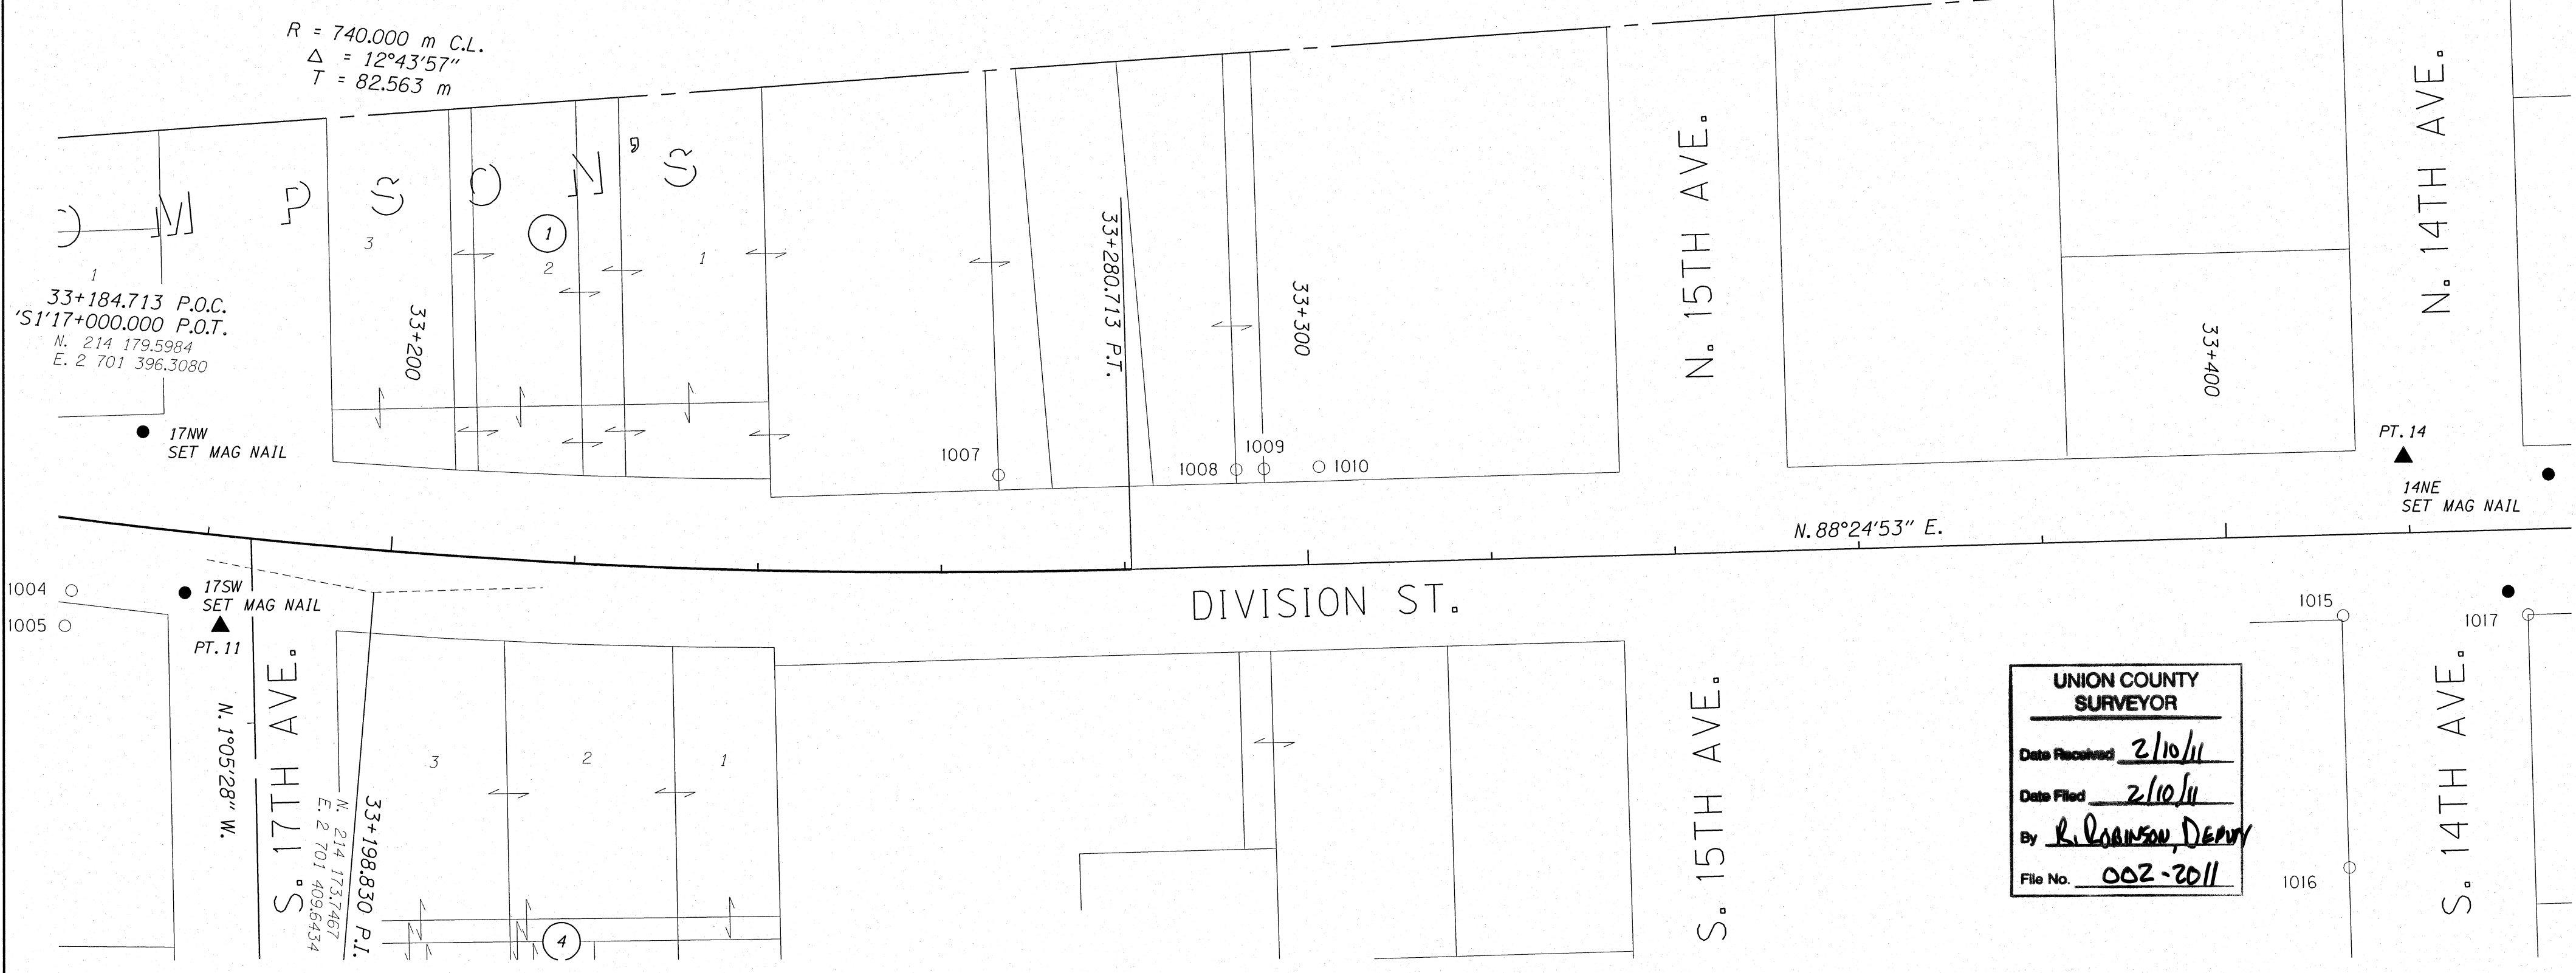 R = 740.000 m C.L.
Δ = 12°43'57"
T = 82.563 m
O M P S O N ' S
1
3
1
2
1
33+184.713 P.O.C.
'S1'17+000.000 P.O.T.
N. 214 179.5984
E. 2 701 396.3080
33+200
33+280.713 P.T.
33+300
N. 15TH AVE.
33+400
N. 14TH AVE.
17NW
SET MAG NAIL
1007
1008
1009
1010
PT. 14
14NE
SET MAG NAIL
N. 88°24'53" E.
DIVISION ST.
1004
1005
17SW
SET MAG NAIL
PT. 11
N. 1°05'28" W.
S. 17TH AVE.
N. 214 173.7467
E. 2 701 409.6434
33+198.830 P.I.
3
2
1
4
S. 15TH AVE.
UNION COUNTY
SURVEYOR
Date Received 2/10/11
Date Filed 2/10/11
By R. ROBINSON, DEPUTY
File No. 002-2011
1015
1017
1016
S. 14TH AVE.